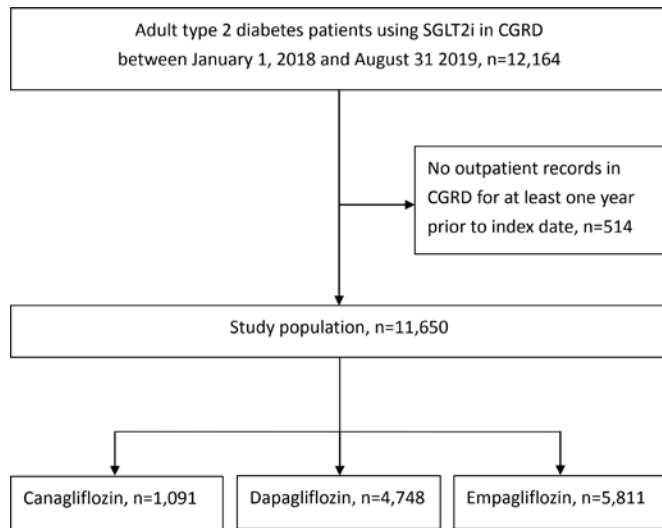 Adult type 2 diabetes patients using SGLT2i in CGRD
between January 1, 2018 and August 31 2019, n=12,164
No outpatient records in
CGRD for at least one year
prior to index date, n=514
Study population, n=11,650
Canagliflozin, n=1,091
Dapagliflozin, n=4,748
Empagliflozin, n=5,811